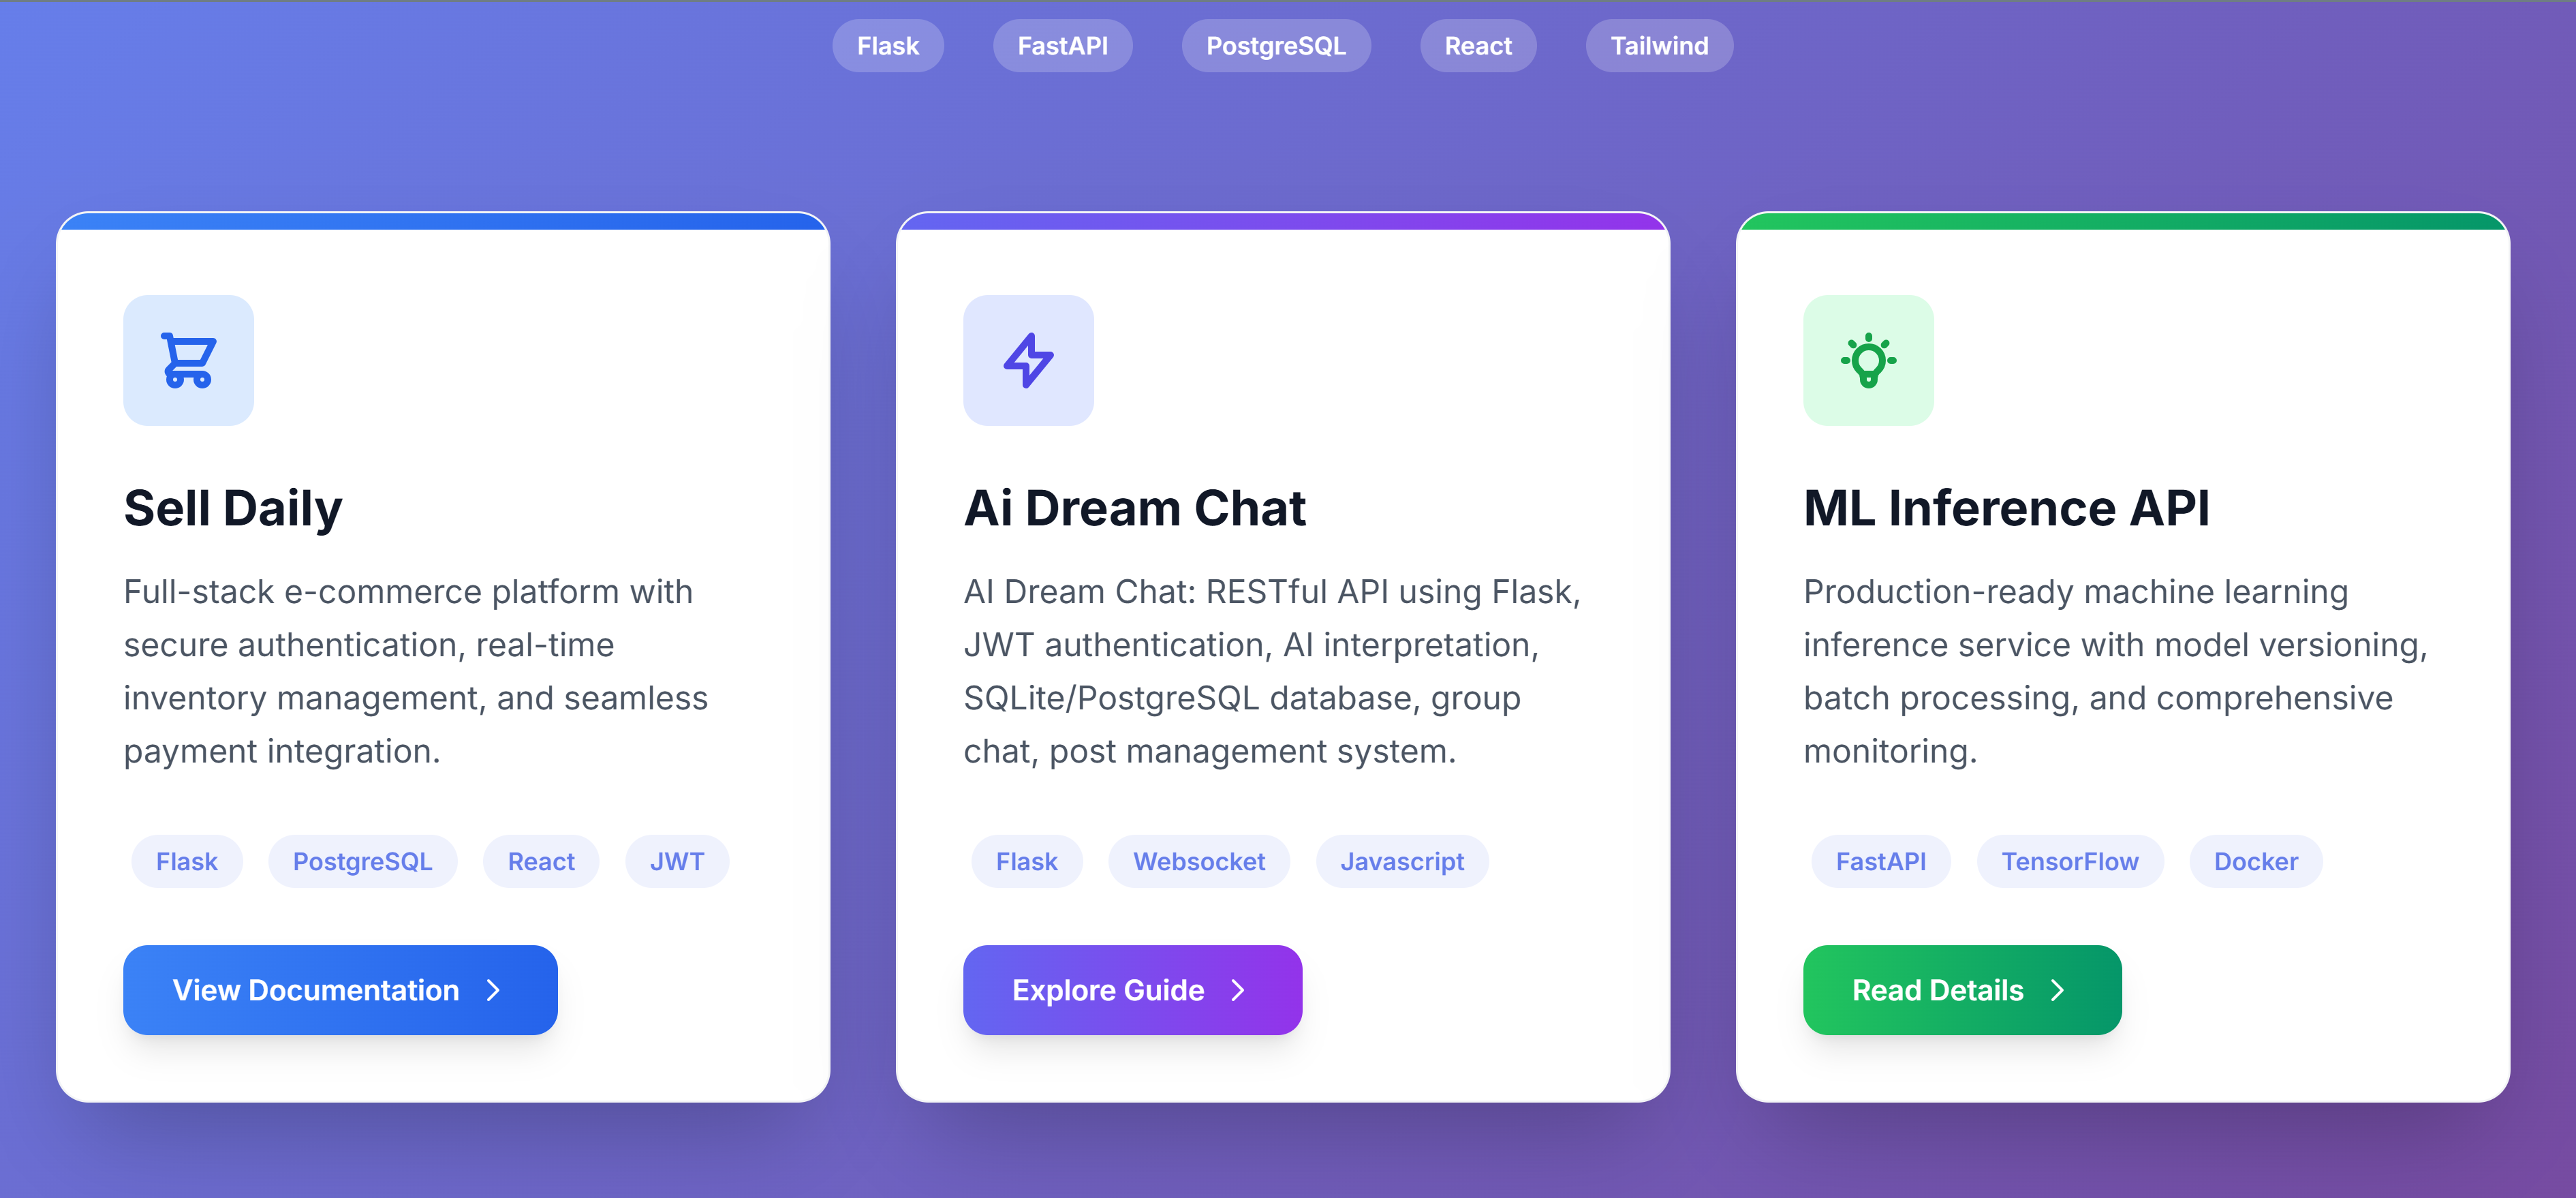 Flask FastAPI PostgreSQL React Tailwind
Sell Daily
Full-stack e-commerce platform with
secure authentication, real-time
inventory management, and seamless
payment integration.
Flask PostgreSQL React JWT
View Documentation
Ai Dream Chat
AI Dream Chat: RESTful API using Flask,
JWT authentication, AI interpretation,
SQLite/PostgreSQL database, group
chat, post management system.
Flask Websocket Javascript
Explore Guide
ML Inference API
Production-ready machine learning
inference service with model versioning,
batch processing, and comprehensive
monitoring.
FastAPI TensorFlow Docker
Read Details